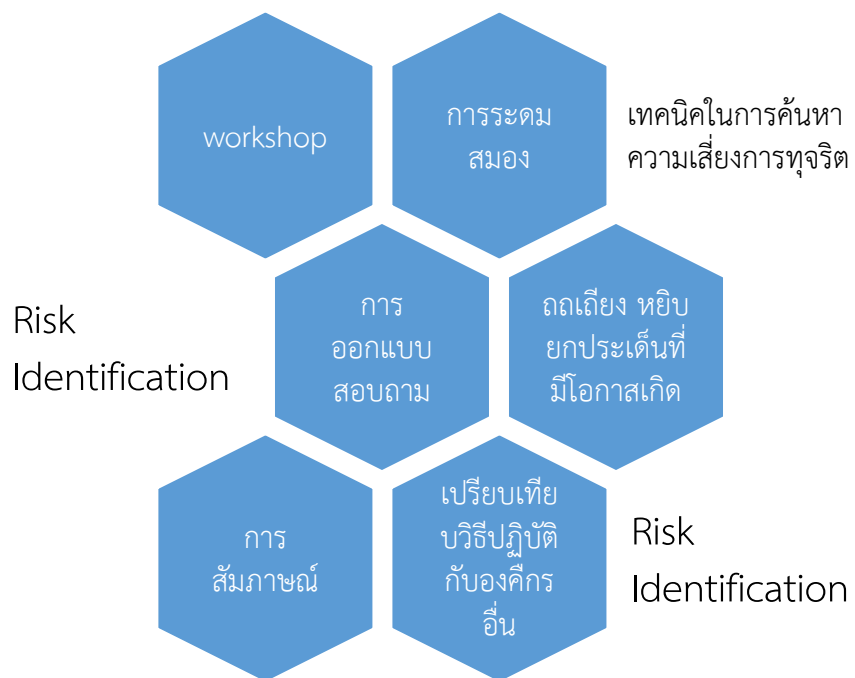 workshop
การระดม
สมอง
เทคนิคในการค้นหา
ความเสี่ยงการทุจริต
Risk
Identification
การ
ออกแบบ
สอบถาม
ถถเถียง หยิบ
ยกประเด็นที่
มีโอกาสเกิด
การ
สัมภาษณ์
เปรียบเทีย
บวิธีปฏิบัติ
กับองค์กร
อื่น
Risk
Identification